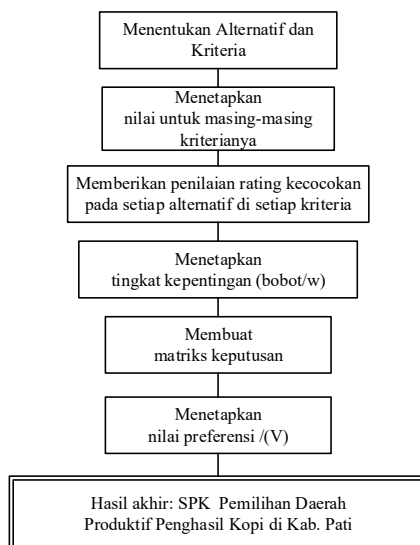 Menentukan Alternatif dan
Kriteria
Menetapkan
nilai untuk masing-masing
kriterianya
Memberikan penilaian rating kecocokan
pada setiap alternatif di setiap kriteria
Menetapkan
tingkat kepentingan (bobot/w)
Membuat
matriks keputusan
Menetapkan
nilai preferensi /(V)
Hasil akhir: SPK Pemilihan Daerah
Produktif Penghasil Kopi di Kab. Pati